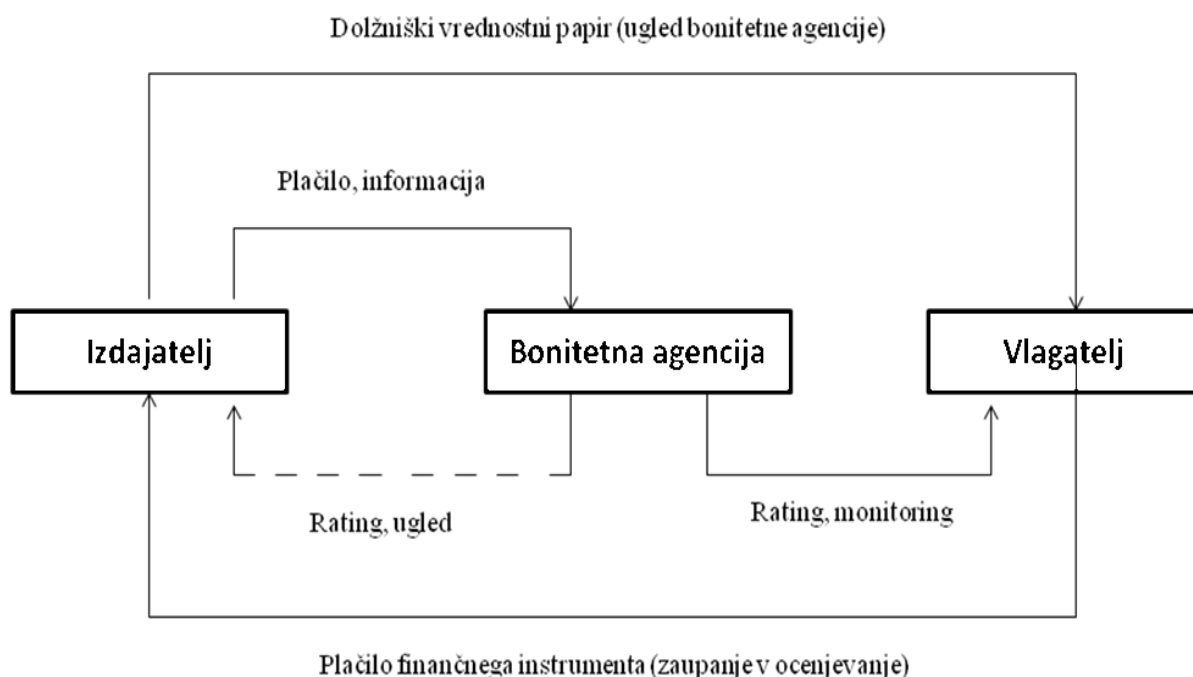 Dolžniški vrednostni papir (ugled bonitetne agencije)
Plačilo, informacija
Izdajatelj
Bonitetna agencija
Vlagatelj
Rating, ugled
Rating, monitoring
Plačilo finančnega instrumenta (zaupanje v ocenjevanje)